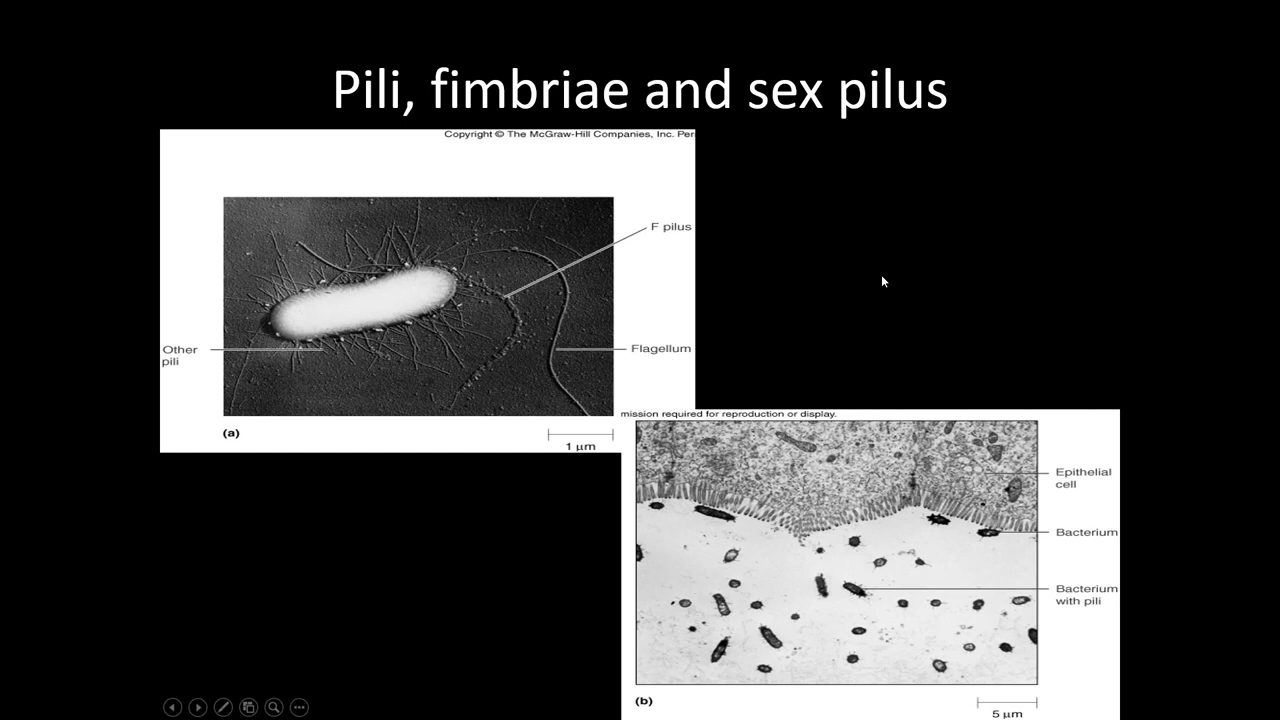 Pili, fimbriae and sex pilus
Copyright © The McGraw-Hill Companies, Inc. Per
F pilus
Other
pili
Flagellum
(a)
1 μm
mission required for reproduction or display.
Epithelial
cell
Bacterium
Bacterium
with pili
(b)
5 μm